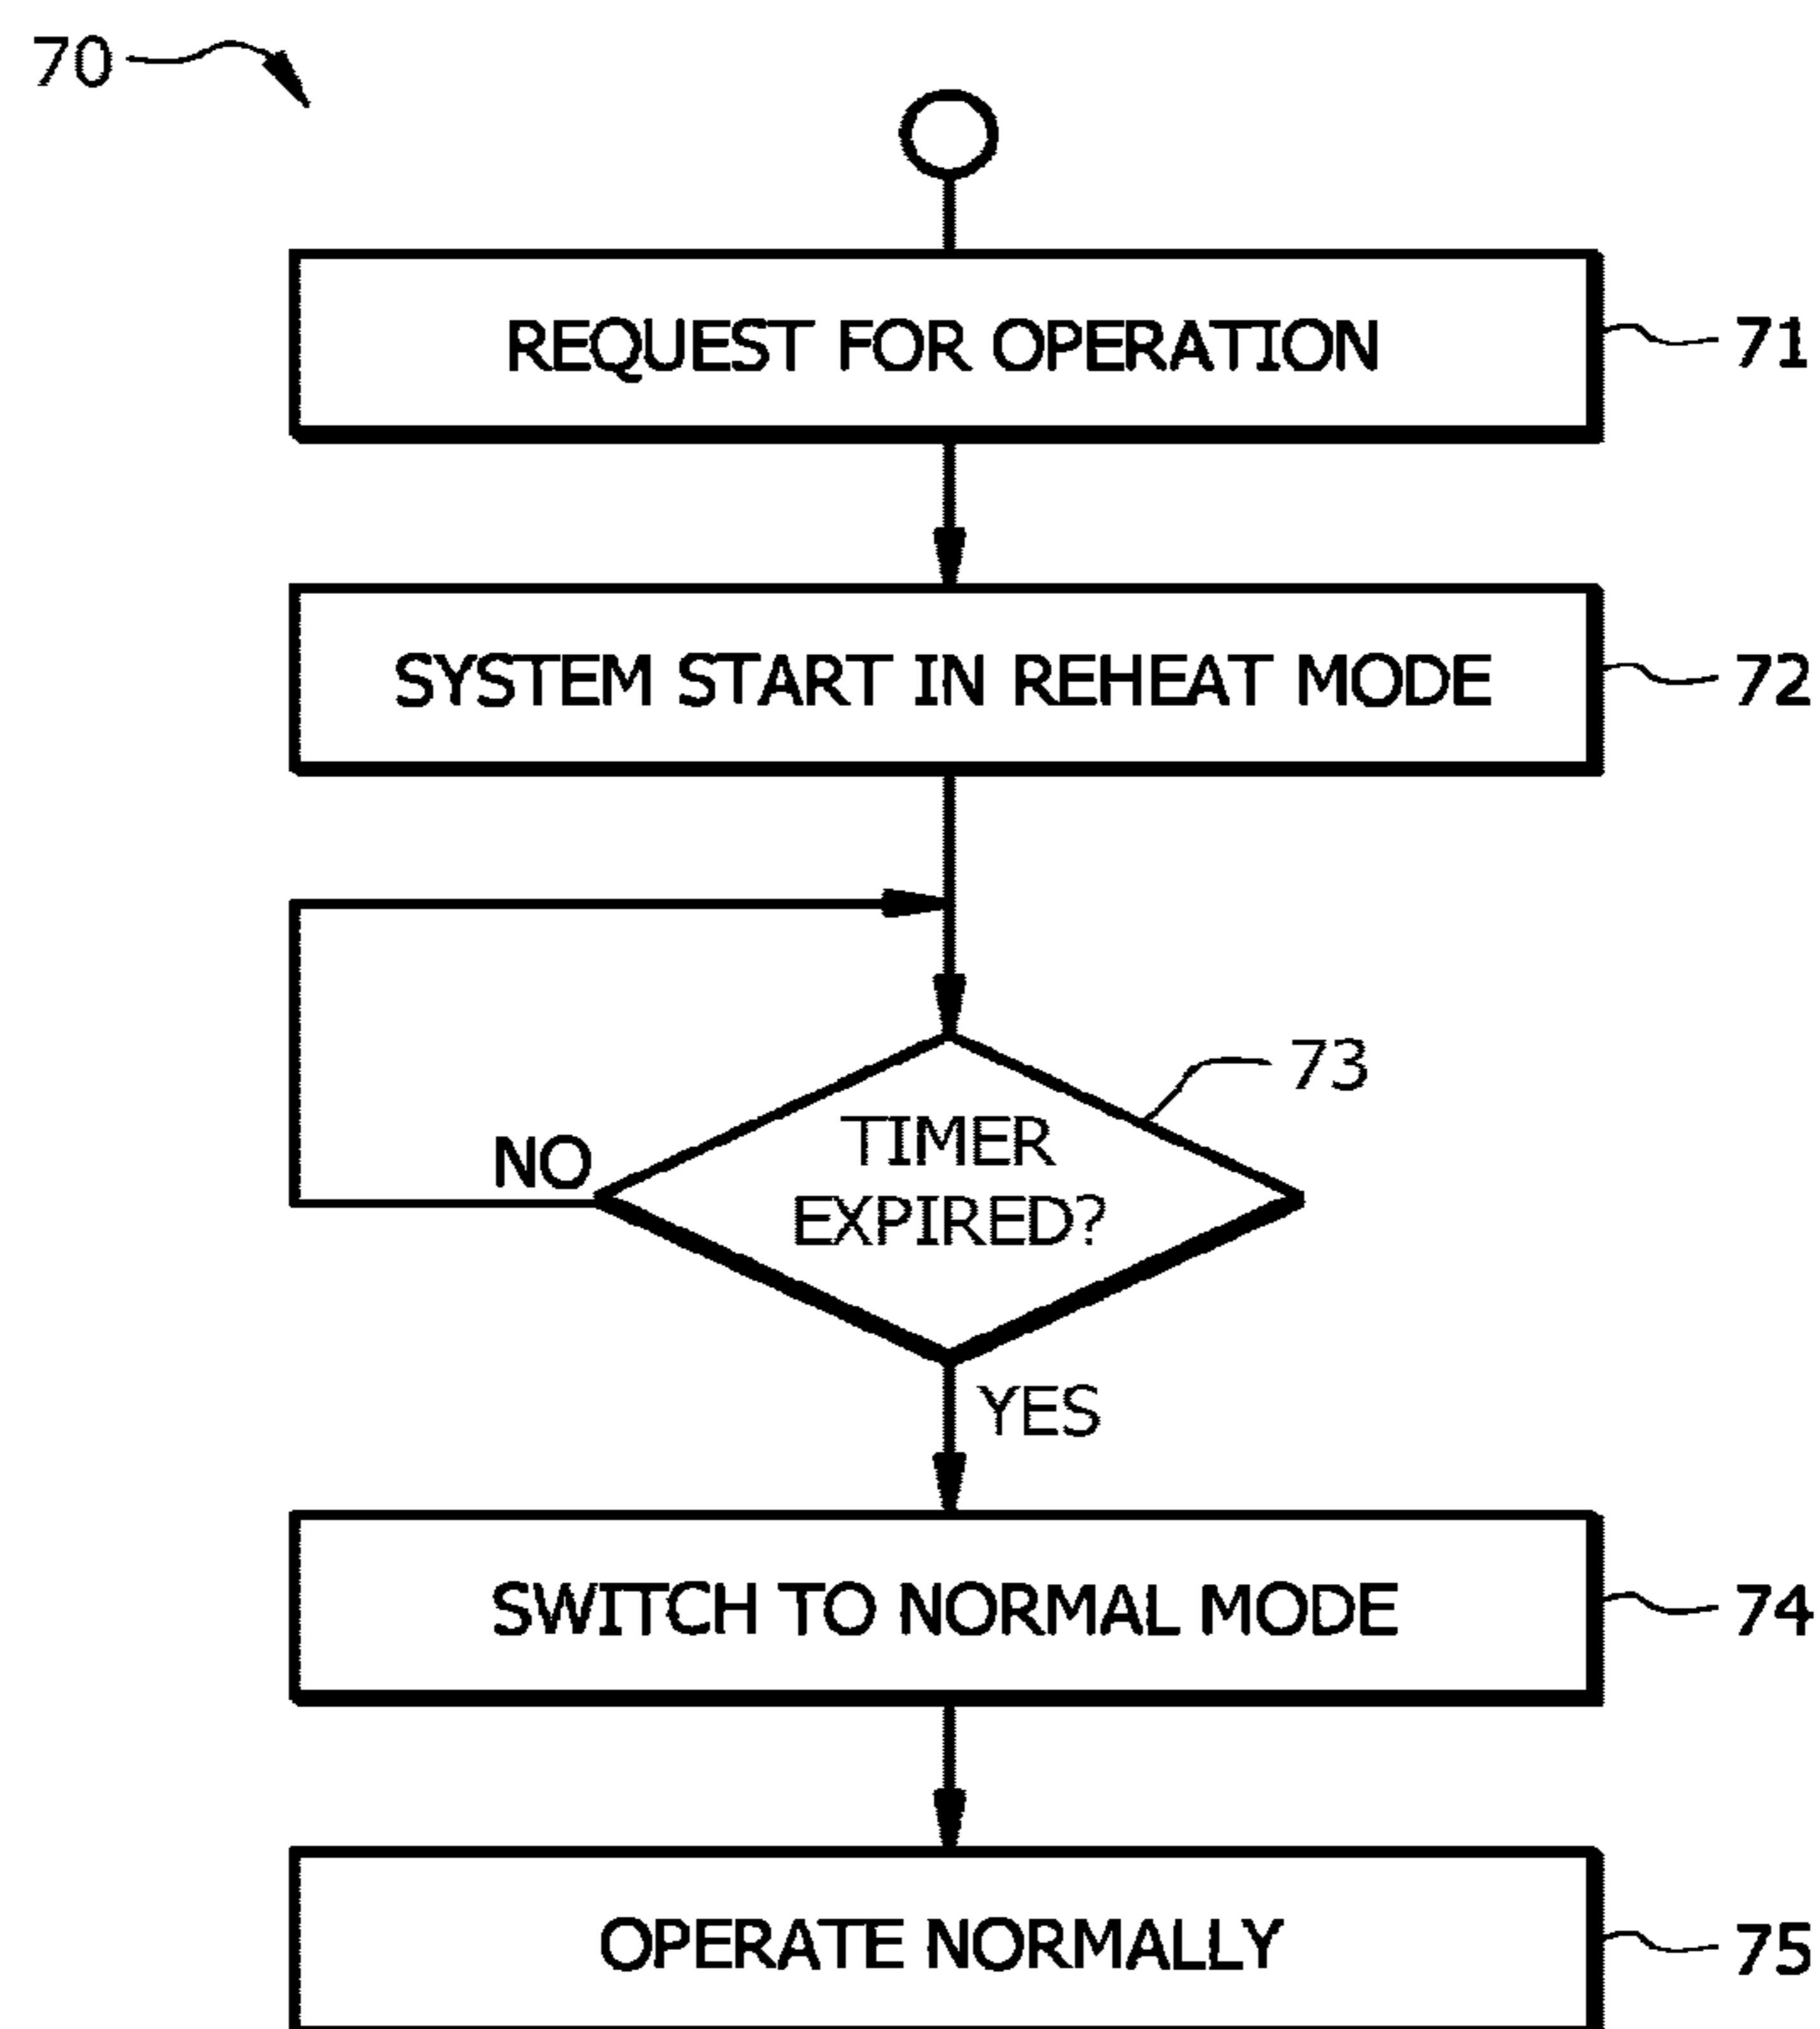 70
REQUEST FOR OPERATION
71
SYSTEM START IN REHEAT MODE
72
73
TIMER
EXPIRED?
NO
YES
SWITCH TO NORMAL MODE
74
OPERATE NORMALLY
75